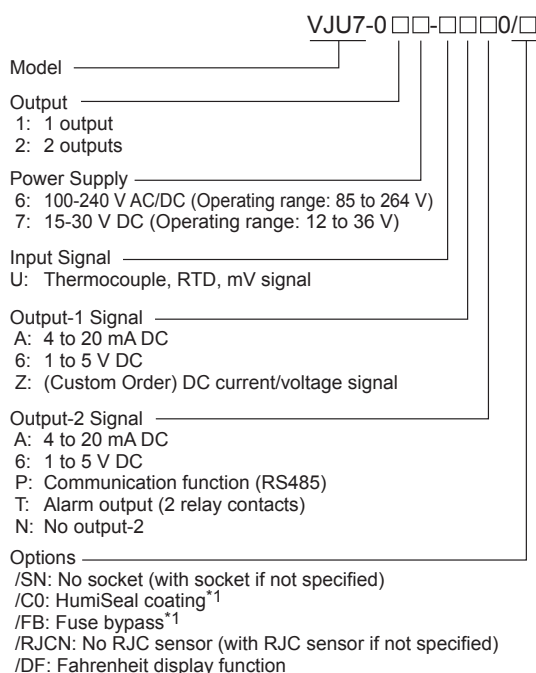 VJU7-0 □□-□□□0/□
Model
Output
1: 1 output
2: 2 outputs
Power Supply
6: 100-240 V AC/DC (Operating range: 85 to 264 V)
7: 15-30 V DC (Operating range: 12 to 36 V)
Input Signal
U: Thermocouple, RTD, mV signal
Output-1 Signal
A: 4 to 20 mA DC
6: 1 to 5 V DC
Z: (Custom Order) DC current/voltage signal
Output-2 Signal
A: 4 to 20 mA DC
6: 1 to 5 V DC
P: Communication function (RS485)
T: Alarm output (2 relay contacts)
N: No output-2
Options
/SN: No socket (with socket if not specified)
/C0: HumiSeal coating*1
/FB: Fuse bypass*1
/RJCN: No RJC sensor (with RJC sensor if not specified)
/DF: Fahrenheit display function